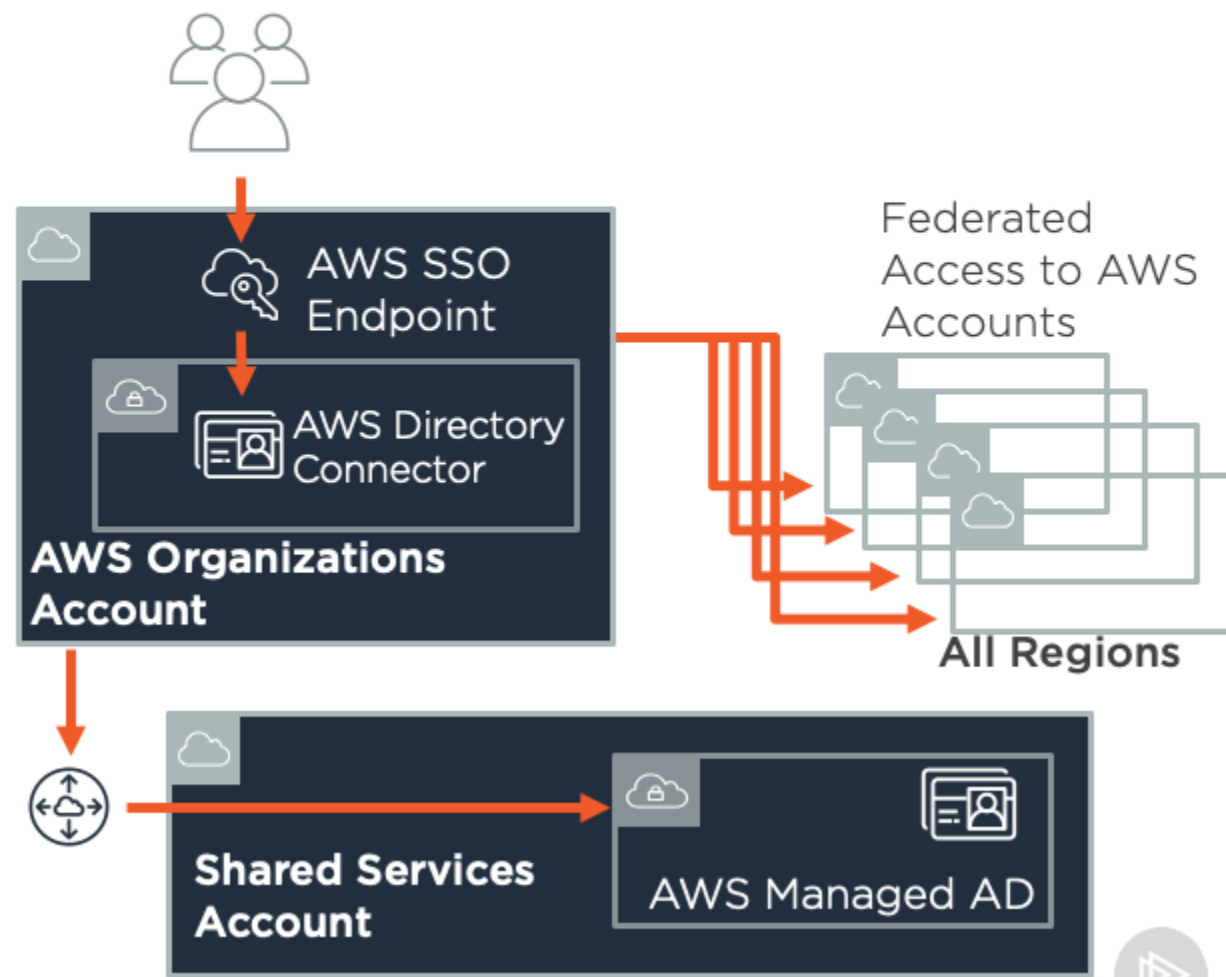 AWS SSO
Endpoint
AWS Directory
Connector
AWS Organizations
Account
Federated
Access to AWS
Accounts
All Regions
Shared Services
Account
AWS Managed AD